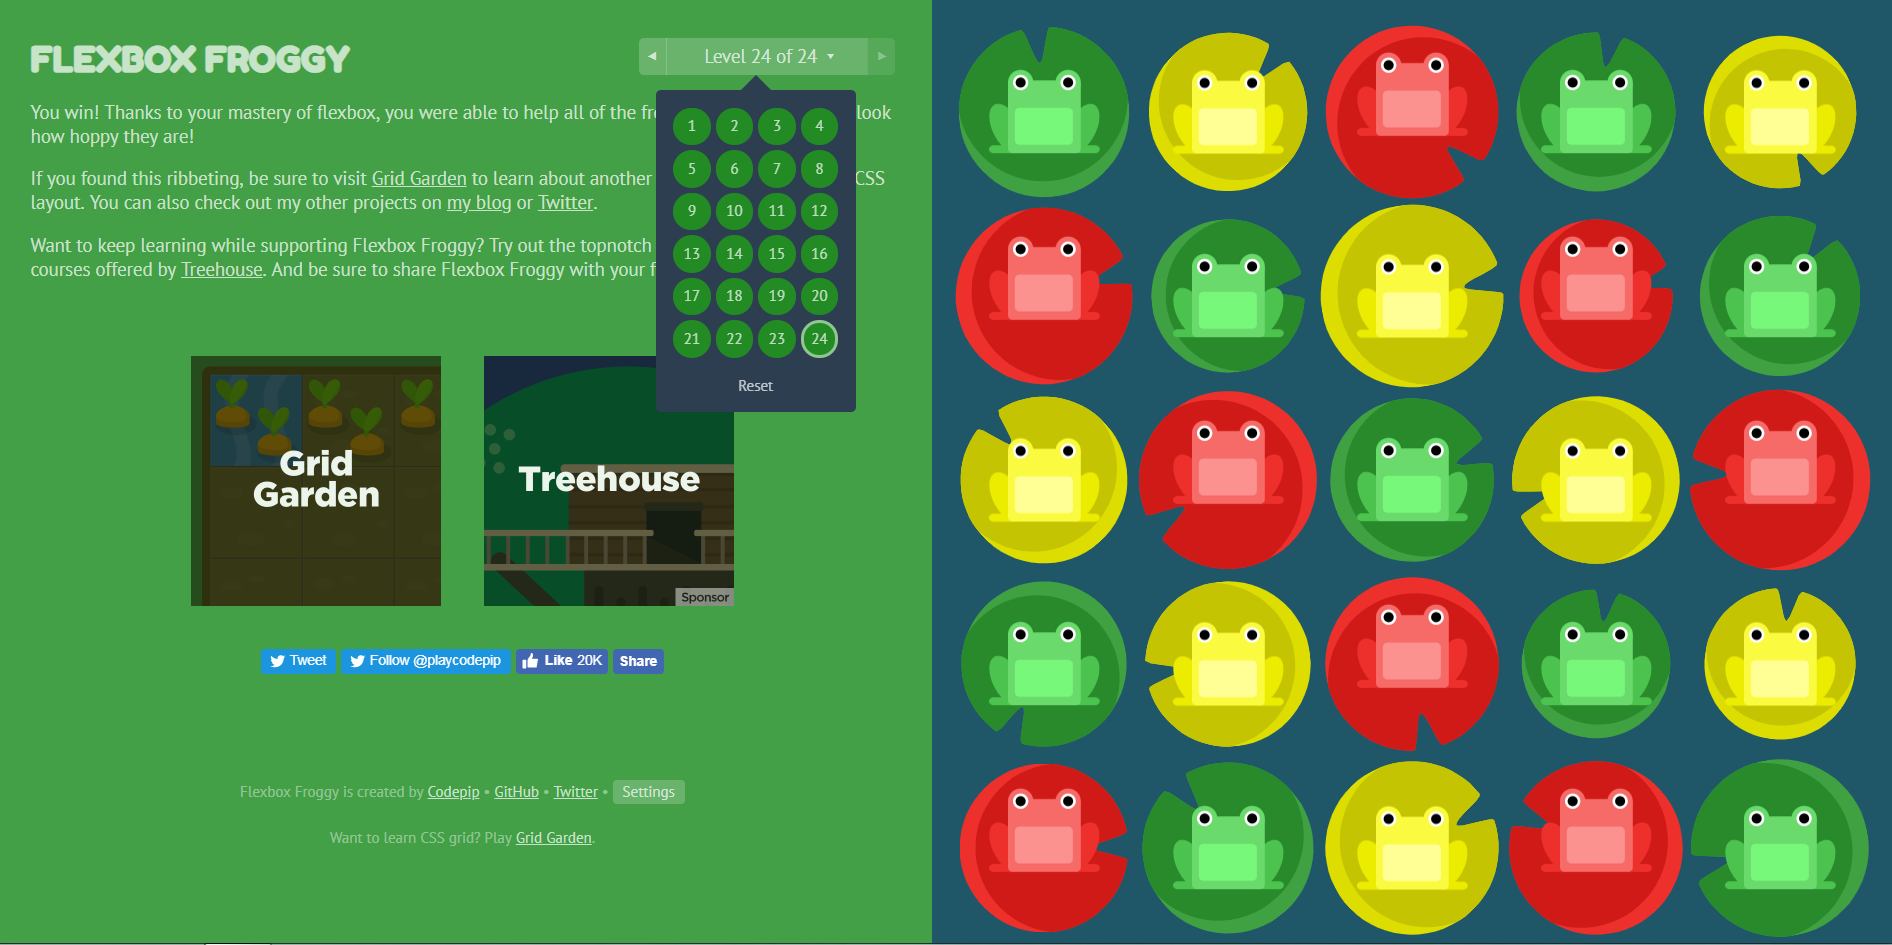 FLEXBOX FROGGY
◄ Level 24 of 24 ▾ ►
You win! Thanks to your mastery of flexbox, you were able to help all of the fr look
how hoppy they are!
If you found this ribbeting, be sure to visit Grid Garden to learn about another CSS
layout. You can also check out my other projects on my blog or Twitter.
Want to keep learning while supporting Flexbox Froggy? Try out the topnotch
courses offered by Treehouse. And be sure to share Flexbox Froggy with your f
1 2 3 4
5 6 7 8
9 10 11 12
13 14 15 16
17 18 19 20
21 22 23 24
Reset
Grid
Garden
Treehouse
Sponsor
Tweet Follow @playcodepip Like 20K Share
Flexbox Froggy is created by Codepip • GitHub • Twitter • Settings
Want to learn CSS grid? Play Grid Garden.